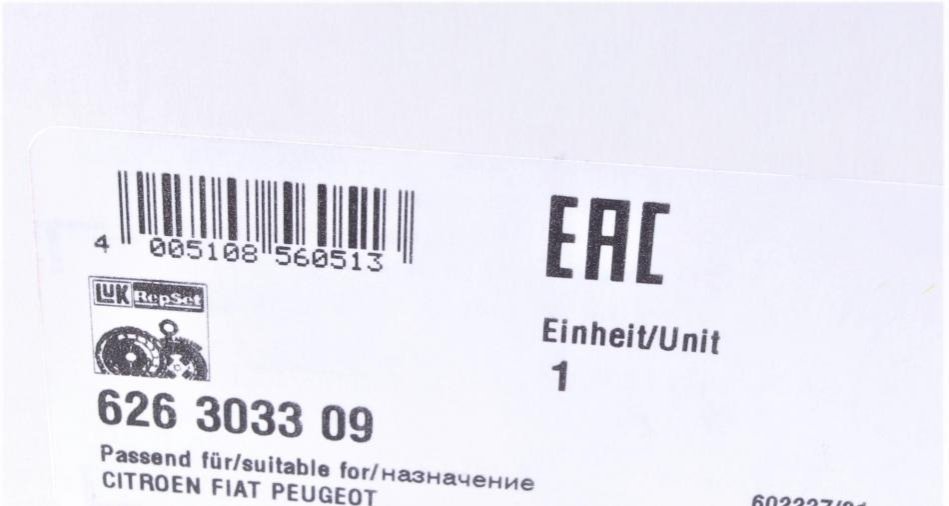 4 005108 560513
EAC
LuK RepSet
Einheit/Unit
1
626 3033 09
Passend für/suitable for/назначение
CITROEN FIAT PEUGEOT